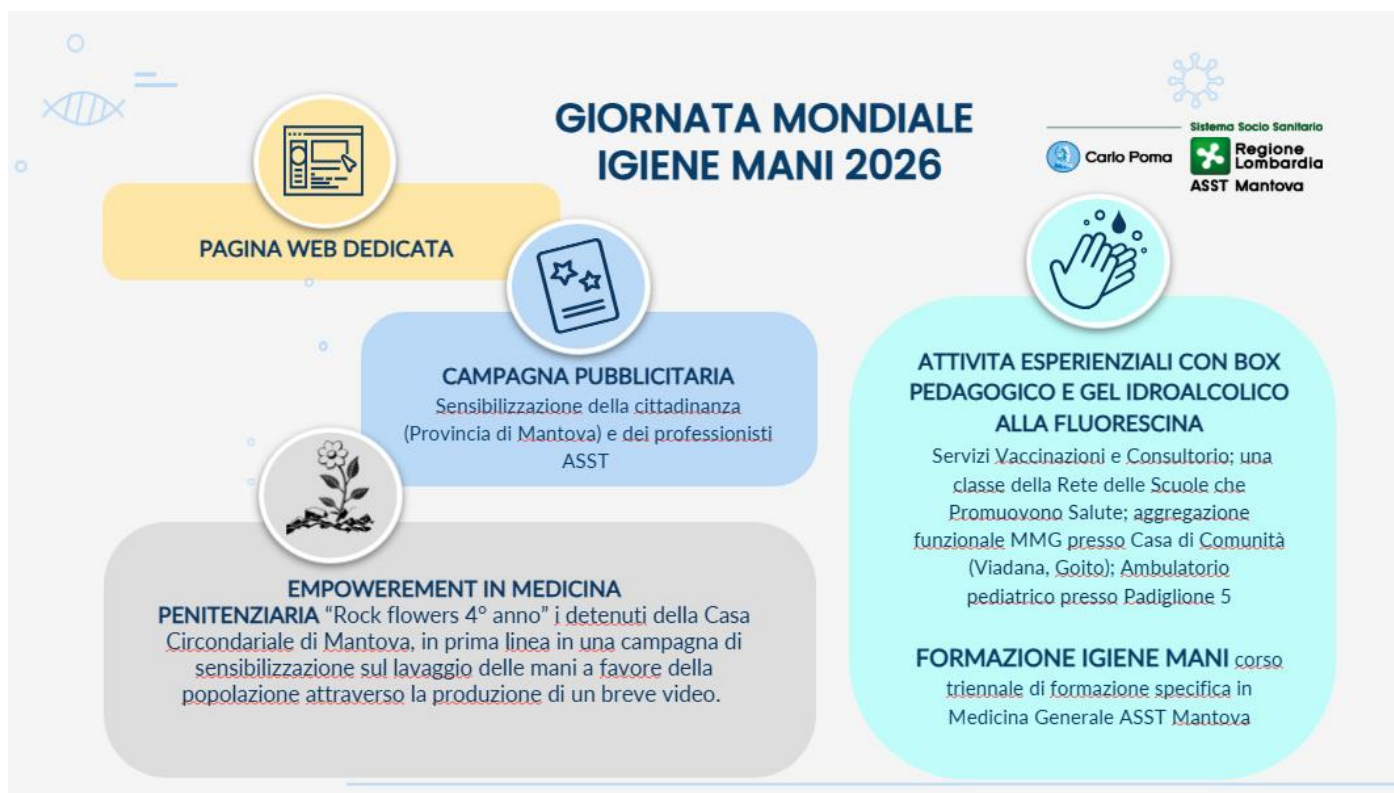 GIORNATA MONDIALE
IGIENE MANI 2026
Sistema Socio Sanitario
Carlo Poma
Regione
Lombardia
ASST Mantova
PAGINA WEB DEDICATA
CAMPAGNA PUBBLICITARIA
Sensibilizzazione della cittadinanza
(Provincia di Mantova) e dei professionisti
ASST
EMPOWEREMENT IN MEDICINA
PENITENZIARIA “Rock flowers 4° anno” i detenuti della Casa
Circondariale di Mantova, in prima linea in una campagna di
sensibilizzazione sul lavaggio delle mani a favore della
popolazione attraverso la produzione di un breve video.
ATTIVITA ESPERIENZIALI CON BOX
PEDAGOGICO E GEL IDROALCOLICO
ALLA FLUORESCINA
Servizi Vaccinazioni e Consultorio; una
classe della Rete delle Scuole che
Promuovono Salute; aggregazione
funzionale MMG presso Casa di Comunità
(Viadana, Goito); Ambulatorio
pediatrico presso Padiglione 5
FORMAZIONE IGIENE MANI corso
triennale di formazione specifica in
Medicina Generale ASST Mantova